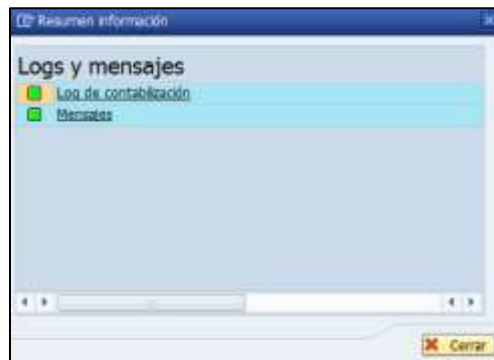 Resumen información
Logs y mensajes
Log de contabilización
Mensajes
Cerrar